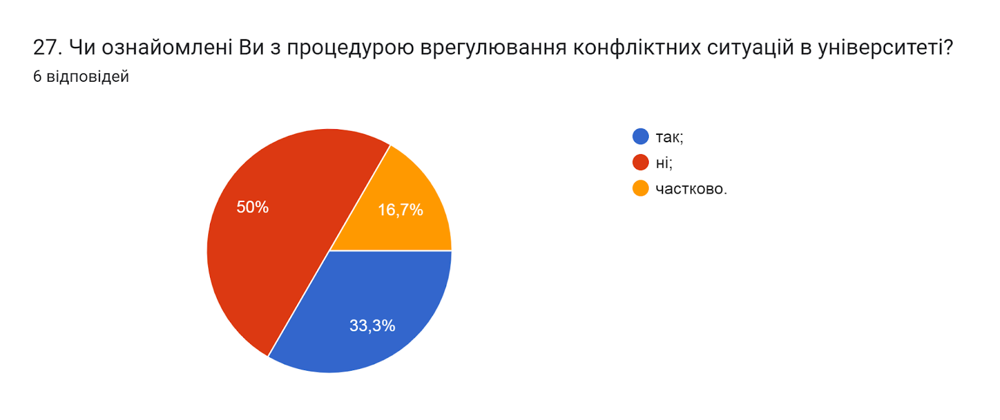 27. Чи ознайомлені Ви з процедурою врегулювання конфліктних ситуацій в університеті?
6 відповідей
так;
ні;
частково.
50%
16,7%
33,3%